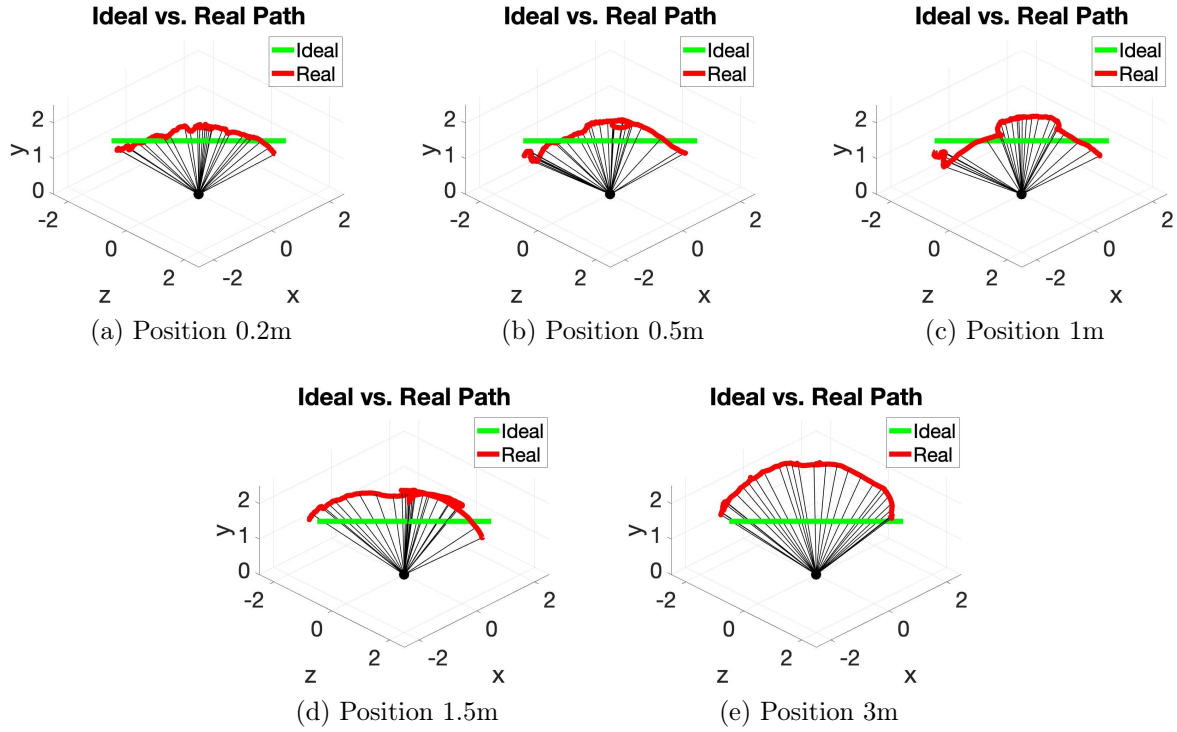 Ideal vs. Real Path
Ideal
Real
y
2
1
0
-2
0
2
z
-2
0
2
x
(a) Position 0.2m
Ideal vs. Real Path
Ideal
Real
y
2
1
0
-2
0
2
z
-2
0
2
x
(b) Position 0.5m
Ideal vs. Real Path
Ideal
Real
y
2
1
0
-2
0
2
z
-2
0
2
x
(c) Position 1m
Ideal vs. Real Path
Ideal
Real
y
2
1
0
-2
0
2
z
-2
0
2
x
(d) Position 1.5m
Ideal vs. Real Path
Ideal
Real
y
2
1
0
-2
0
2
z
-2
0
2
x
(e) Position 3m